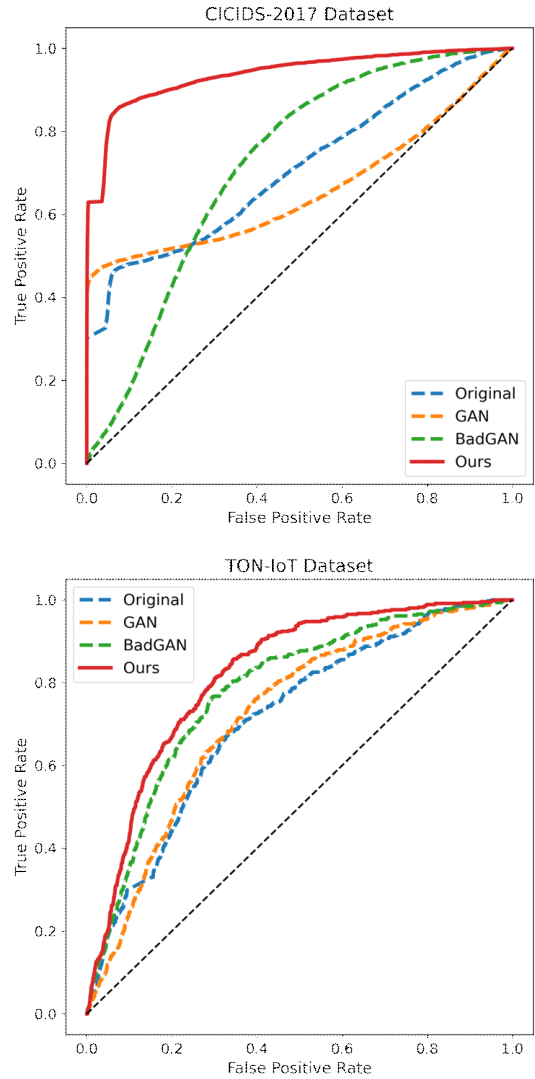 CICIDS-2017 Dataset
1.0
0.8
0.6
0.4
0.2
0.0
True Positive Rate
Original
GAN
BadGAN
Ours
0.0 0.2 0.4 0.6 0.8 1.0
False Positive Rate
TON-IoT Dataset
Original
GAN
BadGAN
Ours
1.0
0.8
0.6
0.4
0.2
0.0
True Positive Rate
0.0 0.2 0.4 0.6 0.8 1.0
False Positive Rate